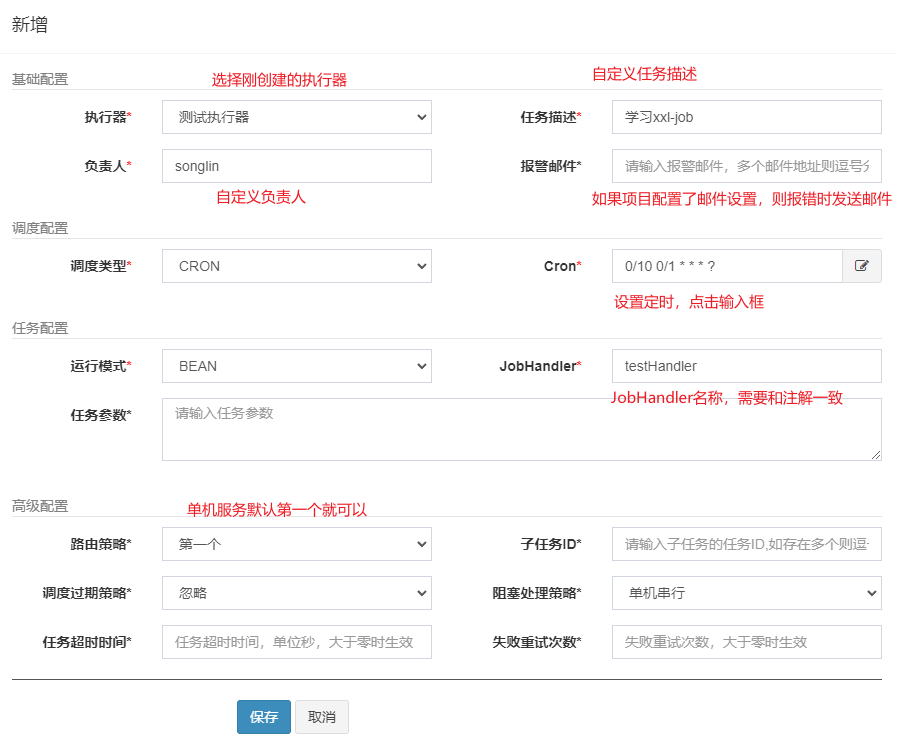 新增
基础配置
选择刚创建的执行器
自定义任务描述
执行器* 测试执行器 任务描述* 学习xxl-job
负责人* songlin 报警邮件* 请输入报警邮件，多个邮件地址则逗号分
自定义负责人
如果项目配置了邮件设置，则报错时发送邮件
调度配置
调度类型* CRON Cron* 0/10 0/1 * * * ?
设置定时，点击输入框
任务配置
运行模式* BEAN JobHandler* testHandler
JobHandler名称，需要和注解一致
任务参数* 请输入任务参数
高级配置
单机服务默认第一个就可以
路由策略* 第一个 子任务ID* 请输入子任务的任务ID,如存在多个则逗
调度过期策略* 忽略 阻塞处理策略* 单机串行
任务超时时间* 任务超时时间，单位秒，大于零时生效 失败重试次数* 失败重试次数，大于零时生效
保存 取消